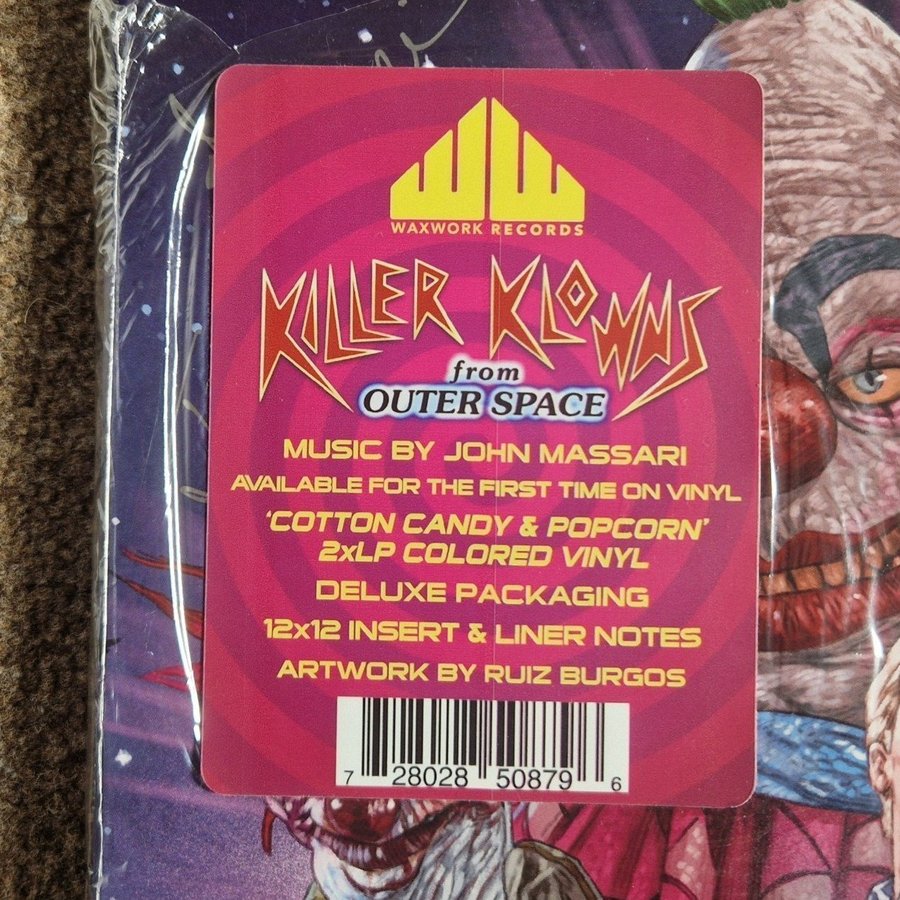 WAXWORK RECORDS
KILLER KLOWNS
from
OUTER SPACE
MUSIC BY JOHN MASSARI
AVAILABLE FOR THE FIRST TIME ON VINYL
‘COTTON CANDY & POPCORN’
2xLP COLORED VINYL
DELUXE PACKAGING
12x12 INSERT & LINER NOTES
ARTWORK BY RUIZ BURGOS
7 28028 50879 6